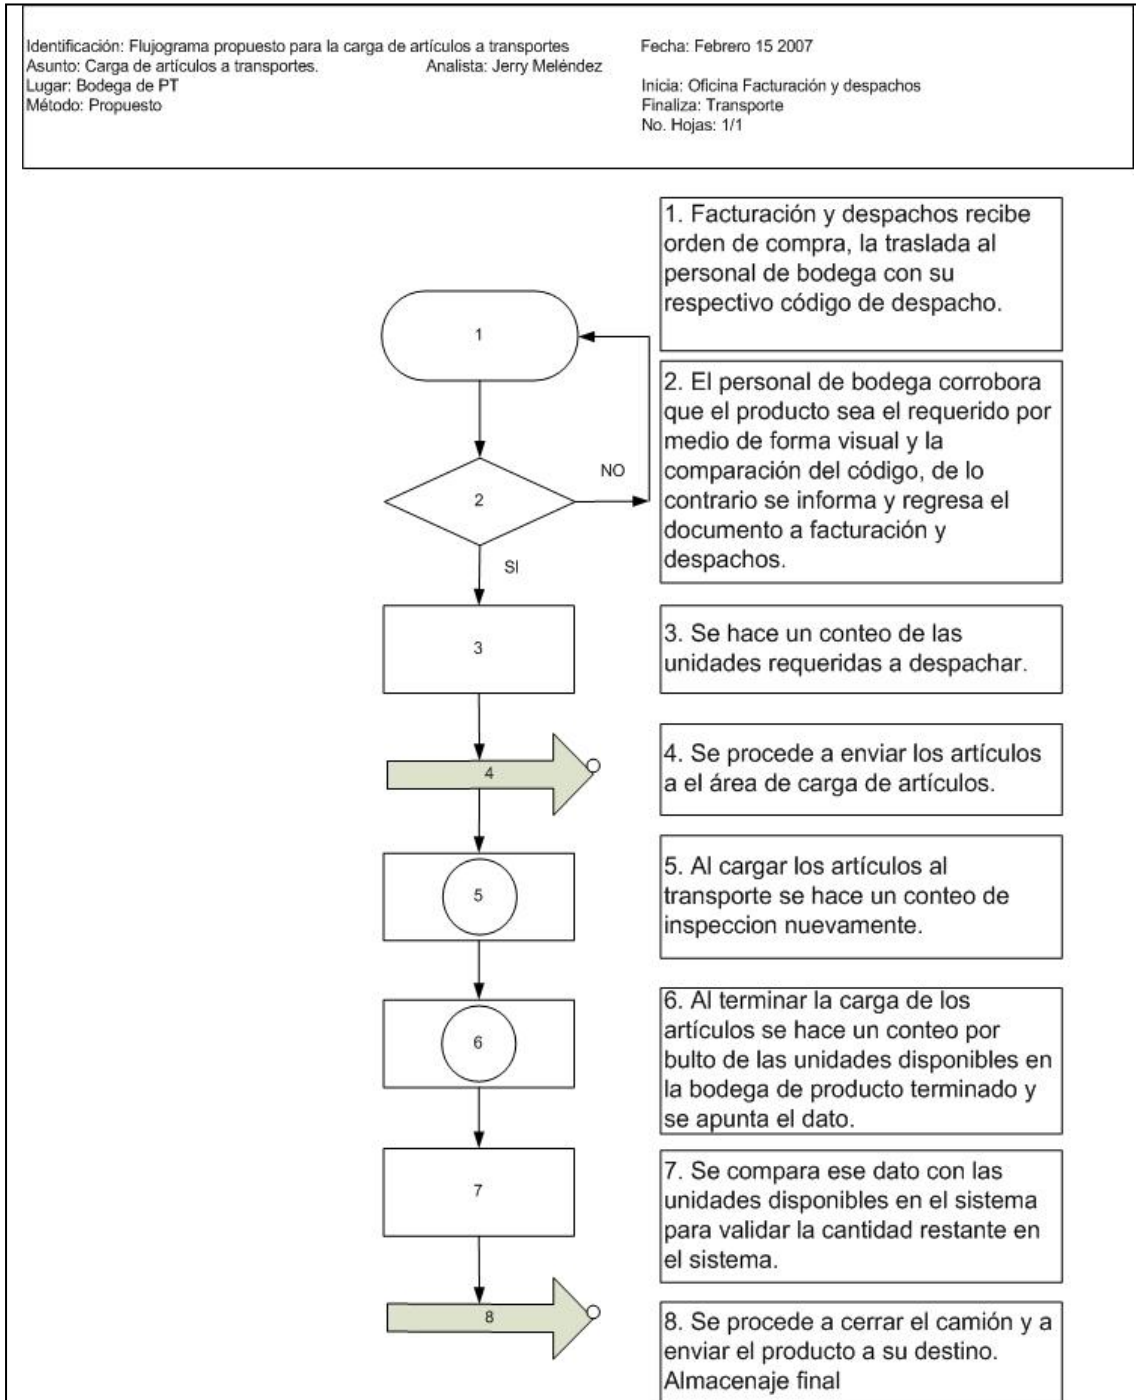 Identificación: Flujograma propuesto para la carga de artículos a transportes
Asunto: Carga de artículos a transportes. Analista: Jerry Meléndez
Lugar: Bodega de PT
Método: Propuesto
Fecha: Febrero 15 2007
Inicia: Oficina Facturación y despachos
Finaliza: Transporte
No. Hojas: 1/1
1. Facturación y despachos recibe
orden de compra, la traslada al
personal de bodega con su
respectivo código de despacho.
1
2. El personal de bodega corrobora
que el producto sea el requerido por
medio de forma visual y la
comparación del código, de lo
contrario se informa y regresa el
documento a facturación y
despachos.
NO
2
SI
3. Se hace un conteo de las
unidades requeridas a despachar.
3
4. Se procede a enviar los artículos
a el área de carga de artículos.
4
5. Al cargar los artículos al
transporte se hace un conteo de
inspeccion nuevamente.
5
6. Al terminar la carga de los
artículos se hace un conteo por
bulto de las unidades disponibles en
la bodega de producto terminado y
se apunta el dato.
6
7. Se compara ese dato con las
unidades disponibles en el sistema
para validar la cantidad restante en
el sistema.
7
8. Se procede a cerrar el camión y a
enviar el producto a su destino.
Almacenaje final
8